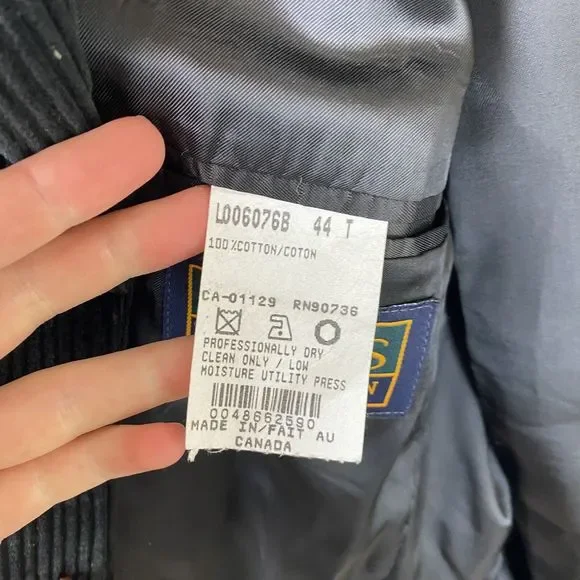 L006076B 44 T
100%COTTON/COTON
CA-01129 RN90736
PROFESSIONALLY DRY
CLEAN ONLY / LOW
MOISTURE UTILITY PRESS
0048662590
MADE IN/FAIT AU
CANADA
S
N